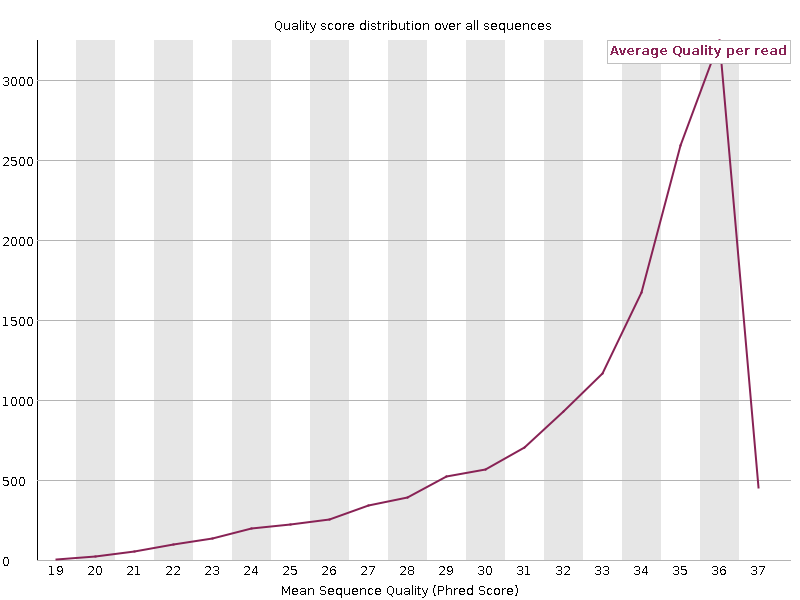 Quality score distribution over all sequences
Average Quality per read
3000
2500
2000
1500
1000
500
0
19 20 21 22 23 24 25 26 27 28 29 30 31 32 33 34 35 36 37
Mean Sequence Quality (Phred Score)